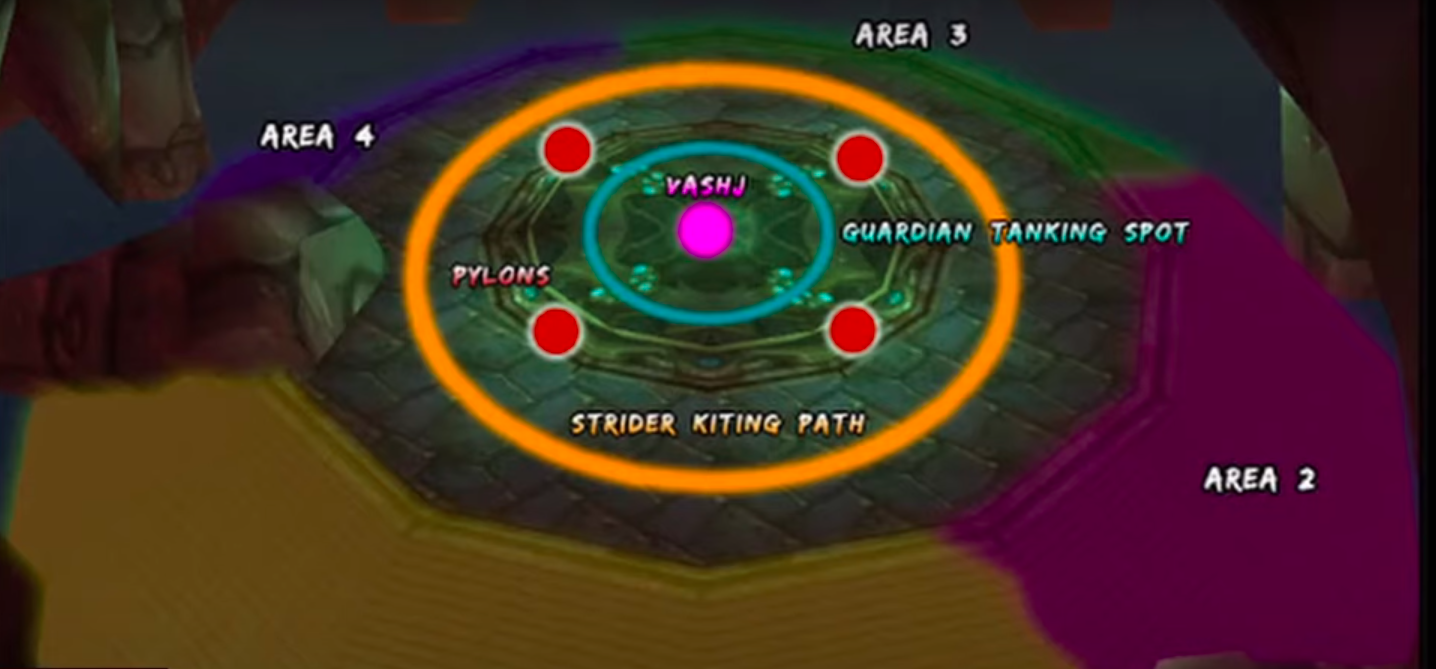 AREA 3
AREA 4
VASHJ
GUARDIAN TANKING SPOT
PYLONS
STRIDER KITING PATH
AREA 2